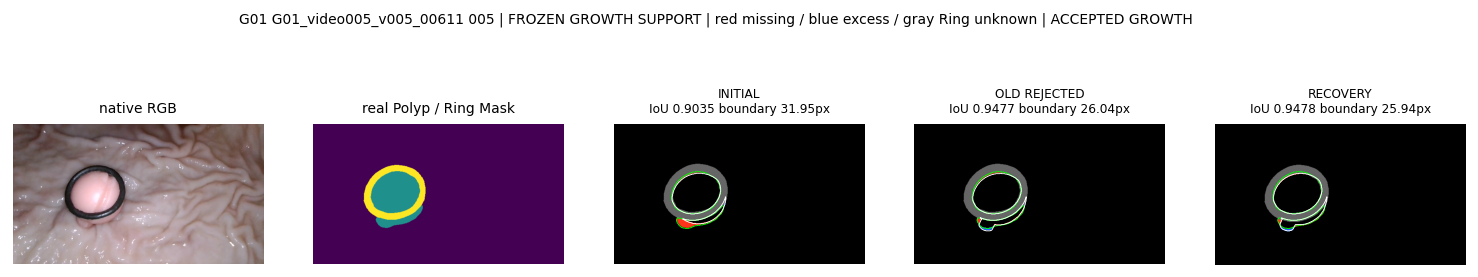 G01 G01_video005_v005_00611 005 | FROZEN GROWTH SUPPORT | red missing / blue excess / gray Ring unknown | ACCEPTED GROWTH
native RGB
real Polyp / Ring Mask
INITIAL
IoU 0.9035 boundary 31.95px
OLD REJECTED
IoU 0.9477 boundary 26.04px
RECOVERY
IoU 0.9478 boundary 25.94px